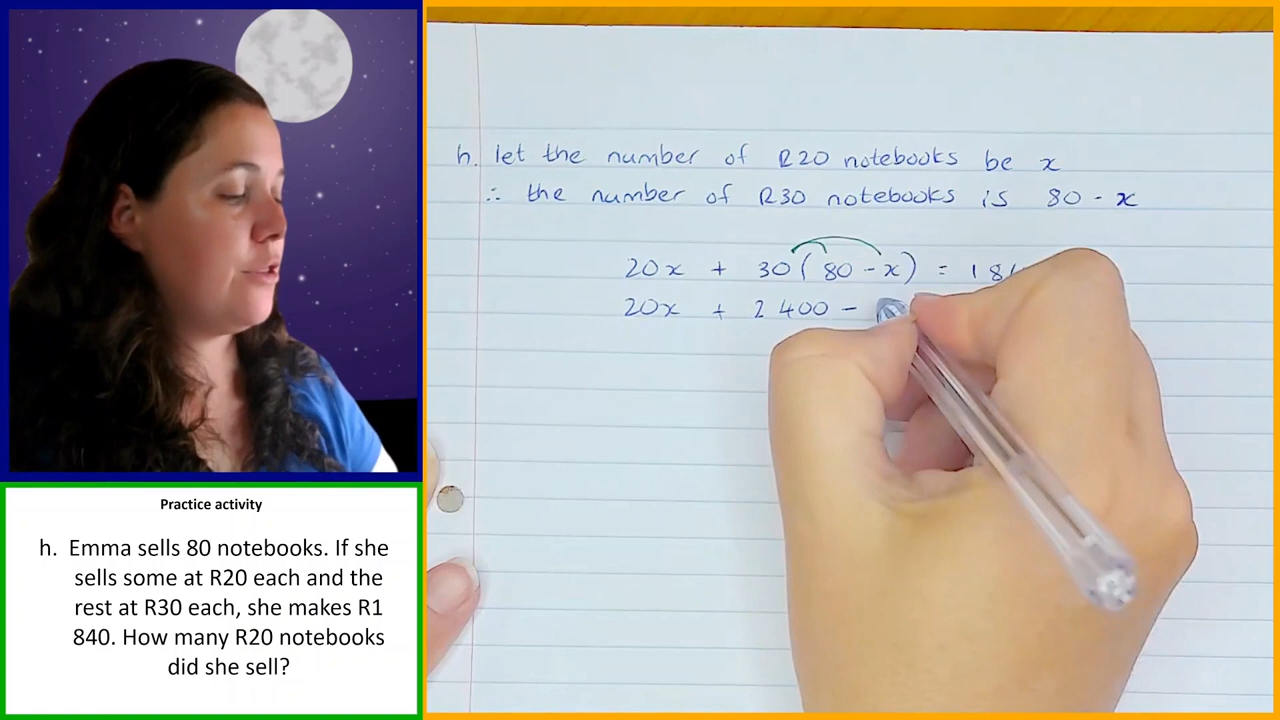 h. let the number of R20 notebooks be x
∴ the number of R30 notebooks is 80 - x
20x + 30(80 - x) =
20x + 2 400 -
Practice activity
h. Emma sells 80 notebooks. If she
sells some at R20 each and the
rest at R30 each, she makes R1
840. How many R20 notebooks
did she sell?